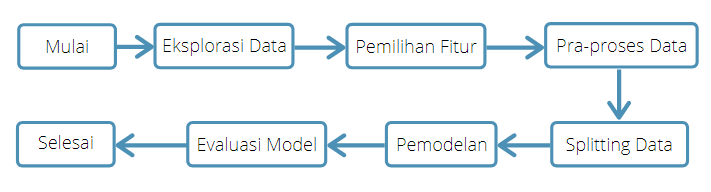 Mulai
Eksplorasi Data
Pemilihan Fitur
Pra-proses Data
Splitting Data
Pemodelan
Evaluasi Model
Selesai